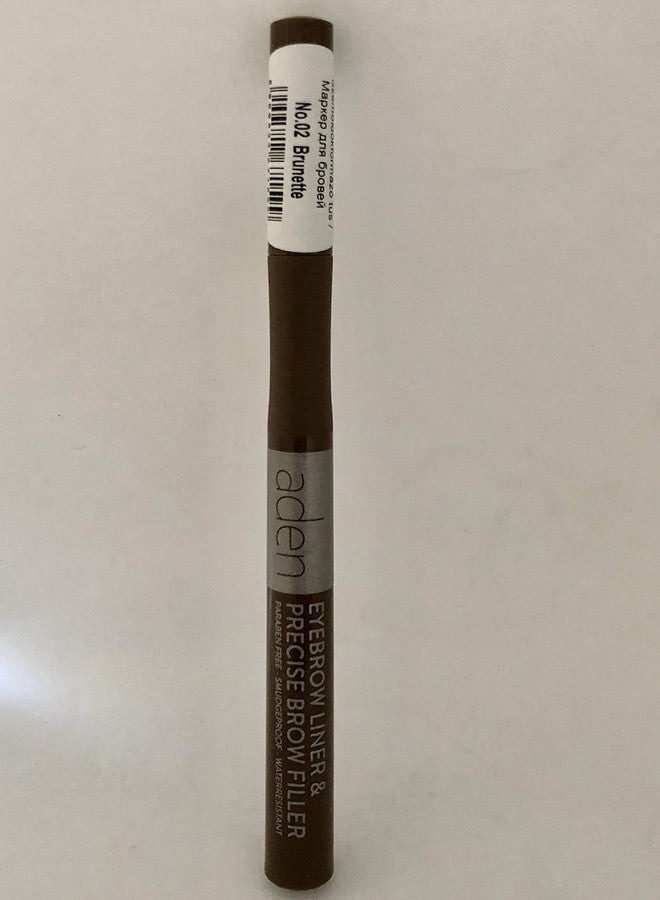 Маркер для бровей
No.02 Brunette
aden
EYEBROW LINER &
PRECISE BROW FILLER
PARABEN FREE · SMUDGEPROOF · WATERRESISTANT